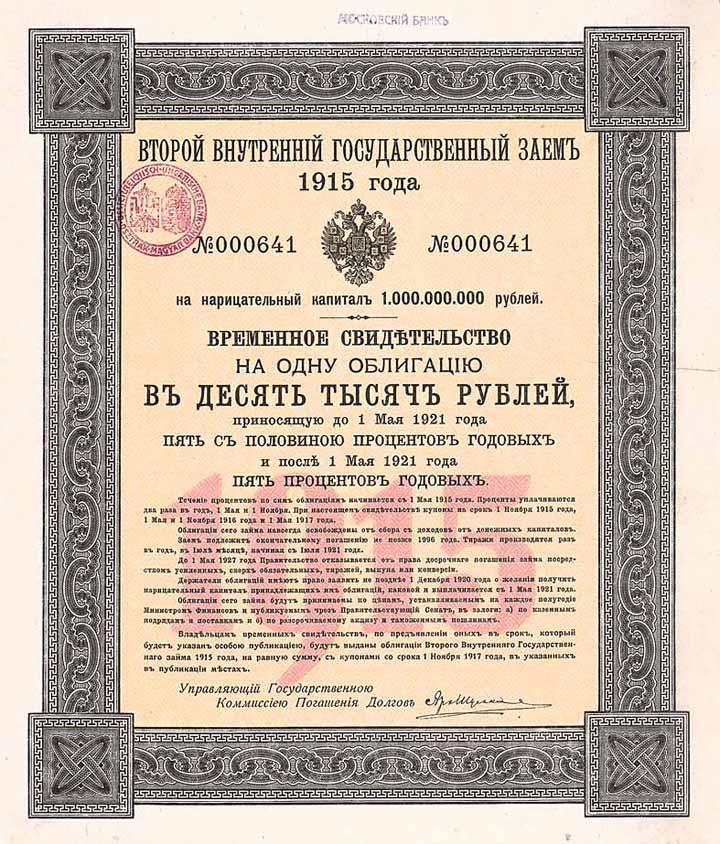 МОСКОВСКІЙ БАНКЪ
ВТОРОЙ ВНУТРЕННІЙ ГОСУДАРСТВЕННЫЙ ЗАЕМЪ
1915 года
OESTERREICHISCH-UNGARISCHE BANK
OSZTRÁK-MAGYAR BANK
№000641 №000641
на нарицательный капиталъ 1.000.000.000 рублей.
ВРЕМЕННОЕ СВИДѢТЕЛЬСТВО
НА ОДНУ ОБЛИГАЦІЮ
ВЪ ДЕСЯТЬ ТЫСЯЧЪ РУБЛЕЙ,
приносящую до 1 Мая 1921 года
ПЯТЬ СЪ ПОЛОВИНОЮ ПРОЦЕНТОВЪ ГОДОВЫХЪ
и послѣ 1 Мая 1921 года
ПЯТЬ ПРОЦЕНТОВЪ ГОДОВЫХЪ.
1915
Теченіе процентовъ по симъ облигаціямъ начинается съ 1 Мая 1915 года. Проценты уплачиваются
два раза въ годъ, 1 Мая и 1 Ноября. При настоящемъ свидѣтельствѣ купоны на сроки 1 Ноября 1915 года,
1 Мая и 1 Ноября 1916 года и 1 Мая 1917 года.
Облигаціи сего займа навсегда освобождены отъ сбора съ доходовъ отъ денежныхъ капиталовъ.
Заемъ подлежитъ окончательному погашенію не позже 1996 года. Тиражи производятся разъ
въ годъ, въ Іюлѣ мѣсяцѣ, начиная съ Іюля 1921 года.
До 1 Мая 1927 года Правительство отказывается отъ права досрочнаго погашенія займа посред-
ствомъ усиленныхъ, сверхъ обязательныхъ, тиражей, выкупа или конверсіи.
Держатели облигацій имѣютъ право заявить не позднѣе 1 Декабря 1920 года о желаніи получить
нарицательный капиталъ принадлежащихъ имъ облигацій, каковой и выплачивается съ 1 Мая 1921 года.
Облигаціи сего займа будутъ принимаемы по цѣнамъ, устанавливаемымъ на каждое полугодіе
Министромъ Финансовъ и публикуемымъ чрезъ Правительствующій Сенатъ, въ залоги: а) по казеннымъ
подрядамъ и поставкамъ и б) по разсрочиваемому акцизу и таможеннымъ пошлинамъ.
Владѣльцамъ временныхъ свидѣтельствъ, по предъявленіи оныхъ въ срокъ, который
будетъ указанъ особою публикаціею, будутъ выданы облигаціи Второго Внутренняго Государствен-
наго займа 1915 года, на равную сумму, съ купонами со срока 1 Ноября 1917 года, въ указанныхъ
въ публикаціи мѣстахъ.
Управляющій Государственною
Коммиссіею Погашенія Долговъ